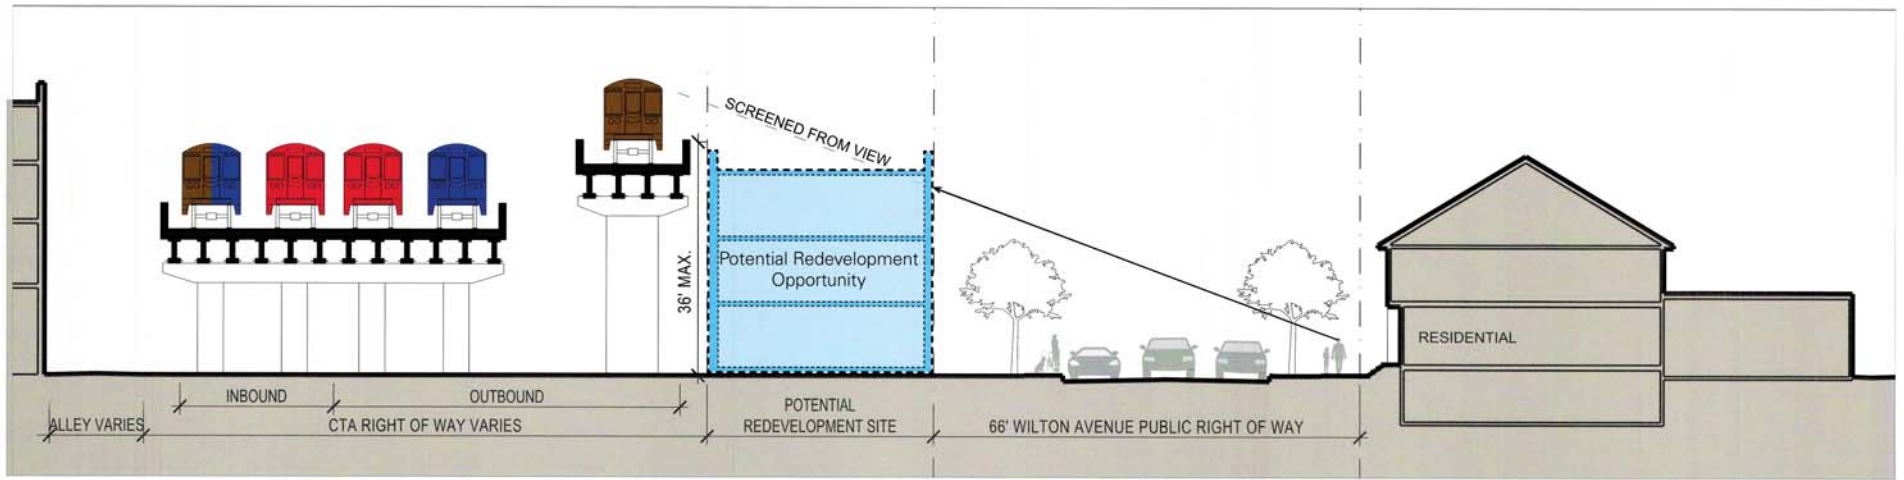 SCREENED FROM VIEW
36' MAX.
Potential Redevelopment
Opportunity
RESIDENTIAL
INBOUND
OUTBOUND
ALLEY VARIES
CTA RIGHT OF WAY VARIES
POTENTIAL
REDEVELOPMENT SITE
66' WILTON AVENUE PUBLIC RIGHT OF WAY